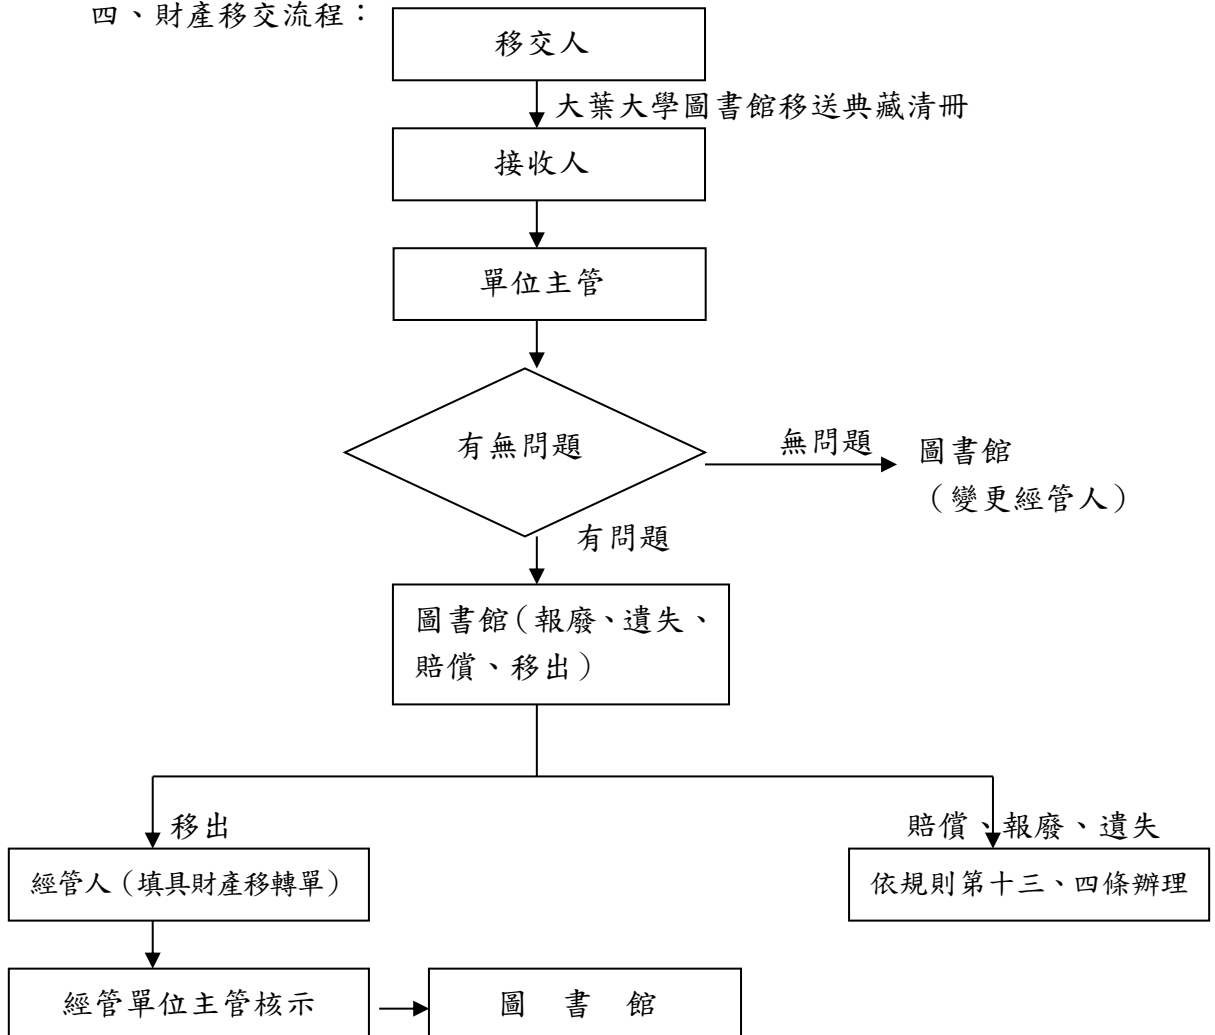 四、財產移交流程：
移交人
大葉大學圖書館移送典藏清冊
接收人
單位主管
有無問題
無問題
圖書館
（變更經管人）
有問題
圖書館（報廢、遺失、
賠償、移出）
移出
賠償、報廢、遺失
經管人（填具財產移轉單）
依規則第十三、四條辦理
經管單位主管核示
圖 書 館